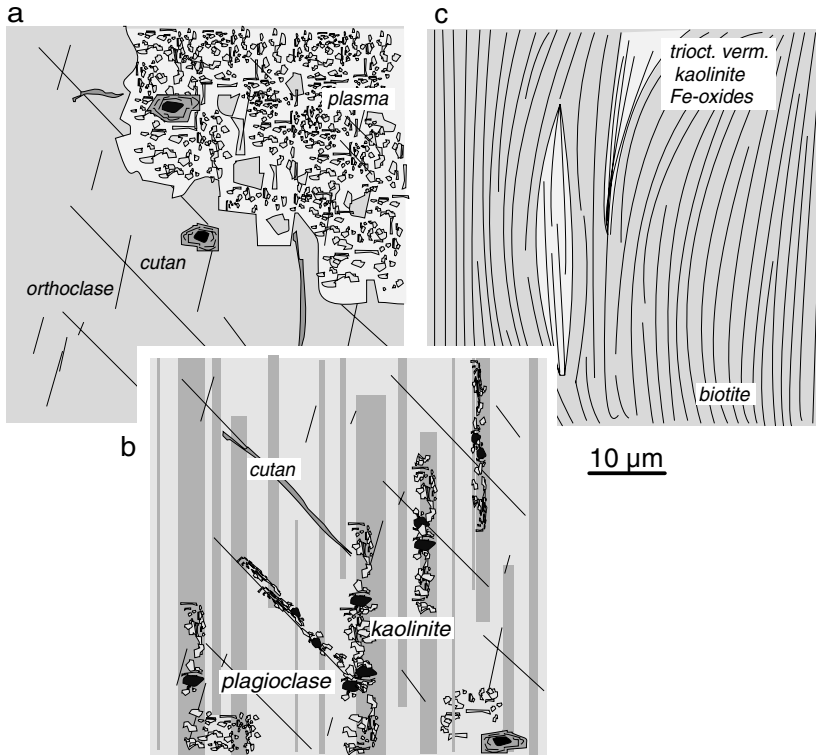 a
plasma
cutan
orthoclase
c
trioct. verm.
kaolinite
Fe-oxides
biotite
10 µm
b
cutan
kaolinite
plagioclase